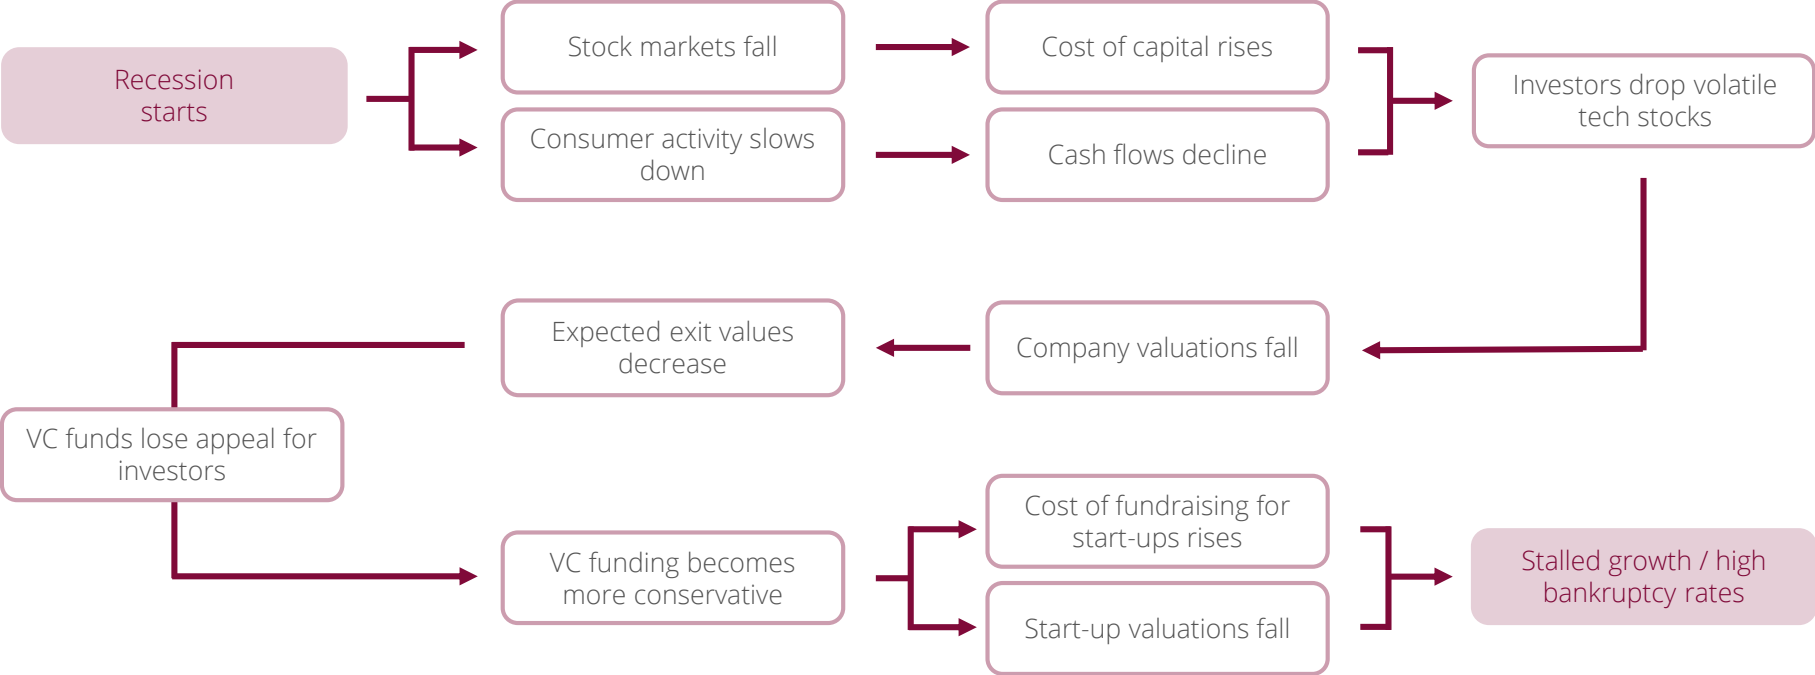 Recession
starts
Stock markets fall
Cost of capital rises
Consumer activity slows
down
Cash flows decline
Investors drop volatile
tech stocks
Company valuations fall
Expected exit values
decrease
VC funds lose appeal for
investors
VC funding becomes
more conservative
Cost of fundraising for
start-ups rises
Start-up valuations fall
Stalled growth / high
bankruptcy rates